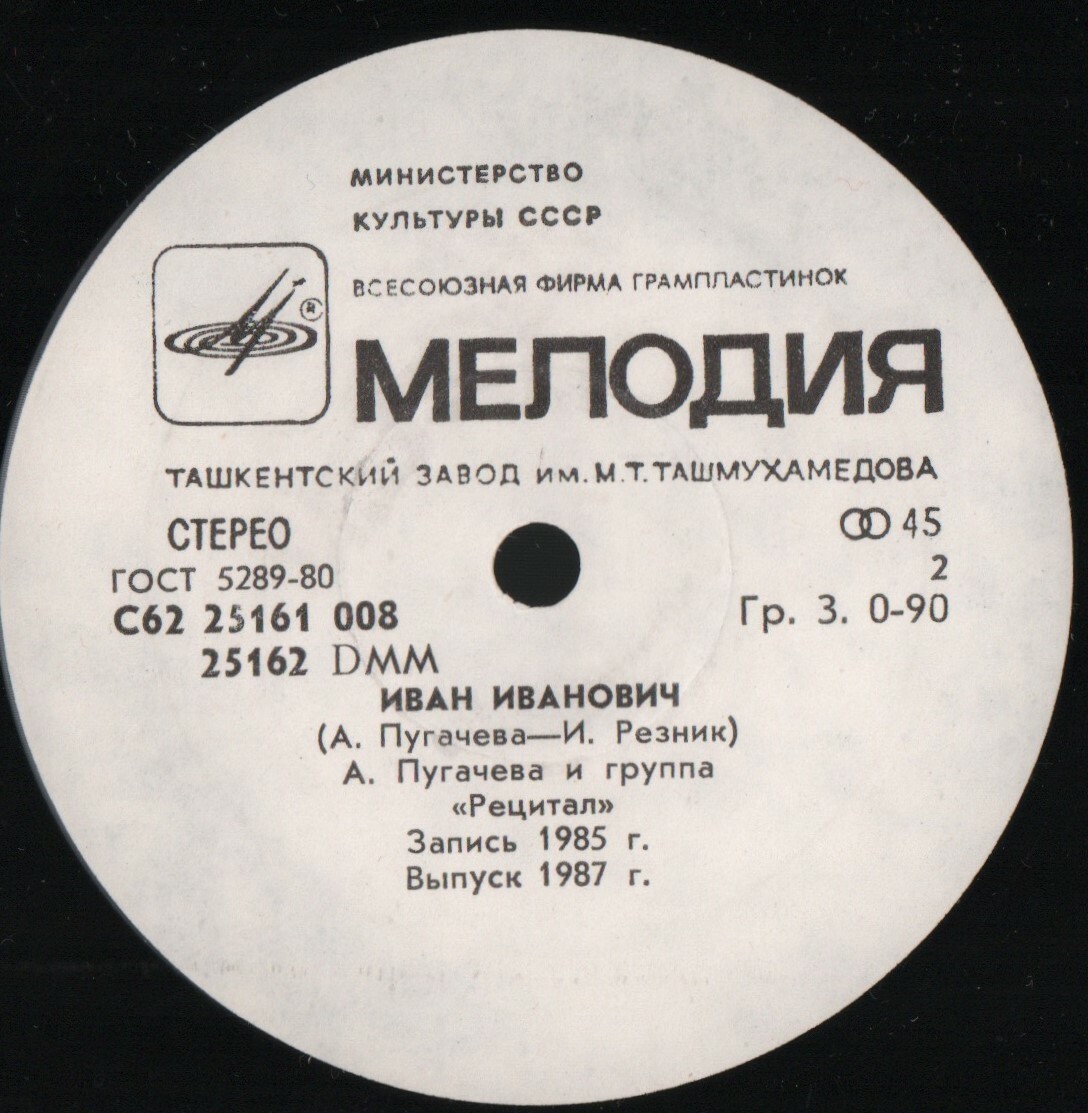 МИНИСТЕРСТВО
КУЛЬТУРЫ СССР
ВСЕСОЮЗНАЯ ФИРМА ГРАМПЛАСТИНОК
®
МЕЛОДИЯ
ТАШКЕНТСКИЙ ЗАВОД им. М.Т. ТАШМУХАМЕДОВА
СТЕРЕО
45
ГОСТ 5289-80
2
С62 25161 008
Гр. 3. 0-90
25162 DMM
ИВАН ИВАНОВИЧ
(А. Пугачева—И. Резник)
А. Пугачева и группа
«Рецитал»
Запись 1985 г.
Выпуск 1987 г.